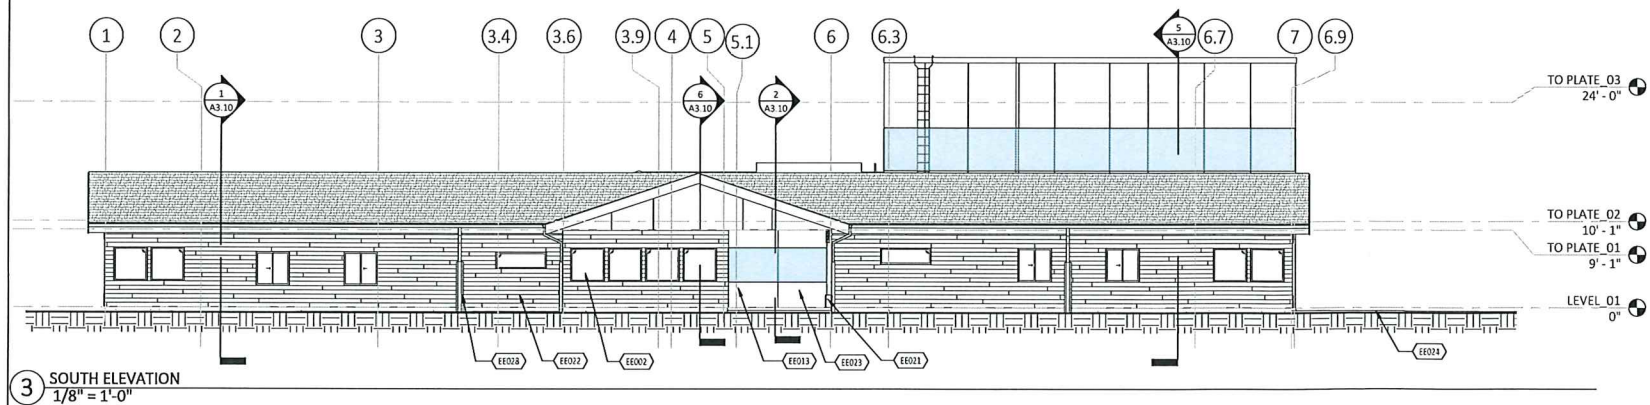 1
2
3
3.4
3.6
3.9
4
5
5.1
6
6.3
5
A3.10
6.7
7
6.9
1
A3.10
6
A3.10
2
A3.10
TO PLATE_03
24' - 0"
TO PLATE_02
10' - 1"
TO PLATE_01
9' - 1"
LEVEL_01
0"
EE028
EE022
EE002
EE013
EE023
EE021
EE024
3
SOUTH ELEVATION
1/8" = 1'-0"